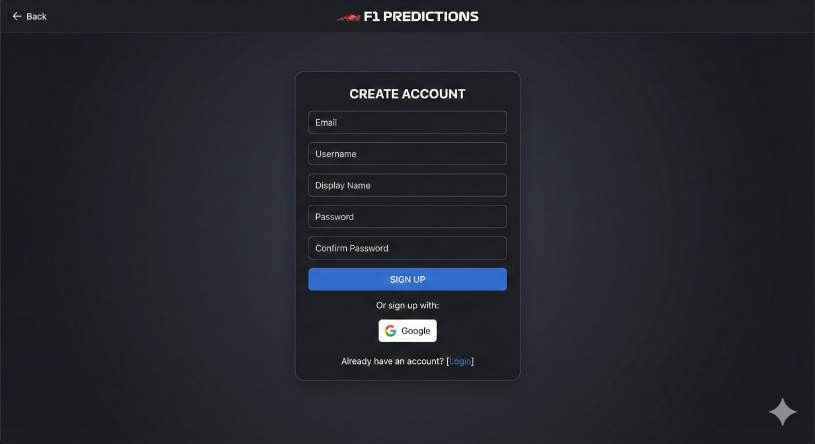 ← Back
F1 PREDICTIONS
CREATE ACCOUNT
Email
Username
Display Name
Password
Confirm Password
SIGN UP
Or sign up with:
Google
Already have an account? [Login]